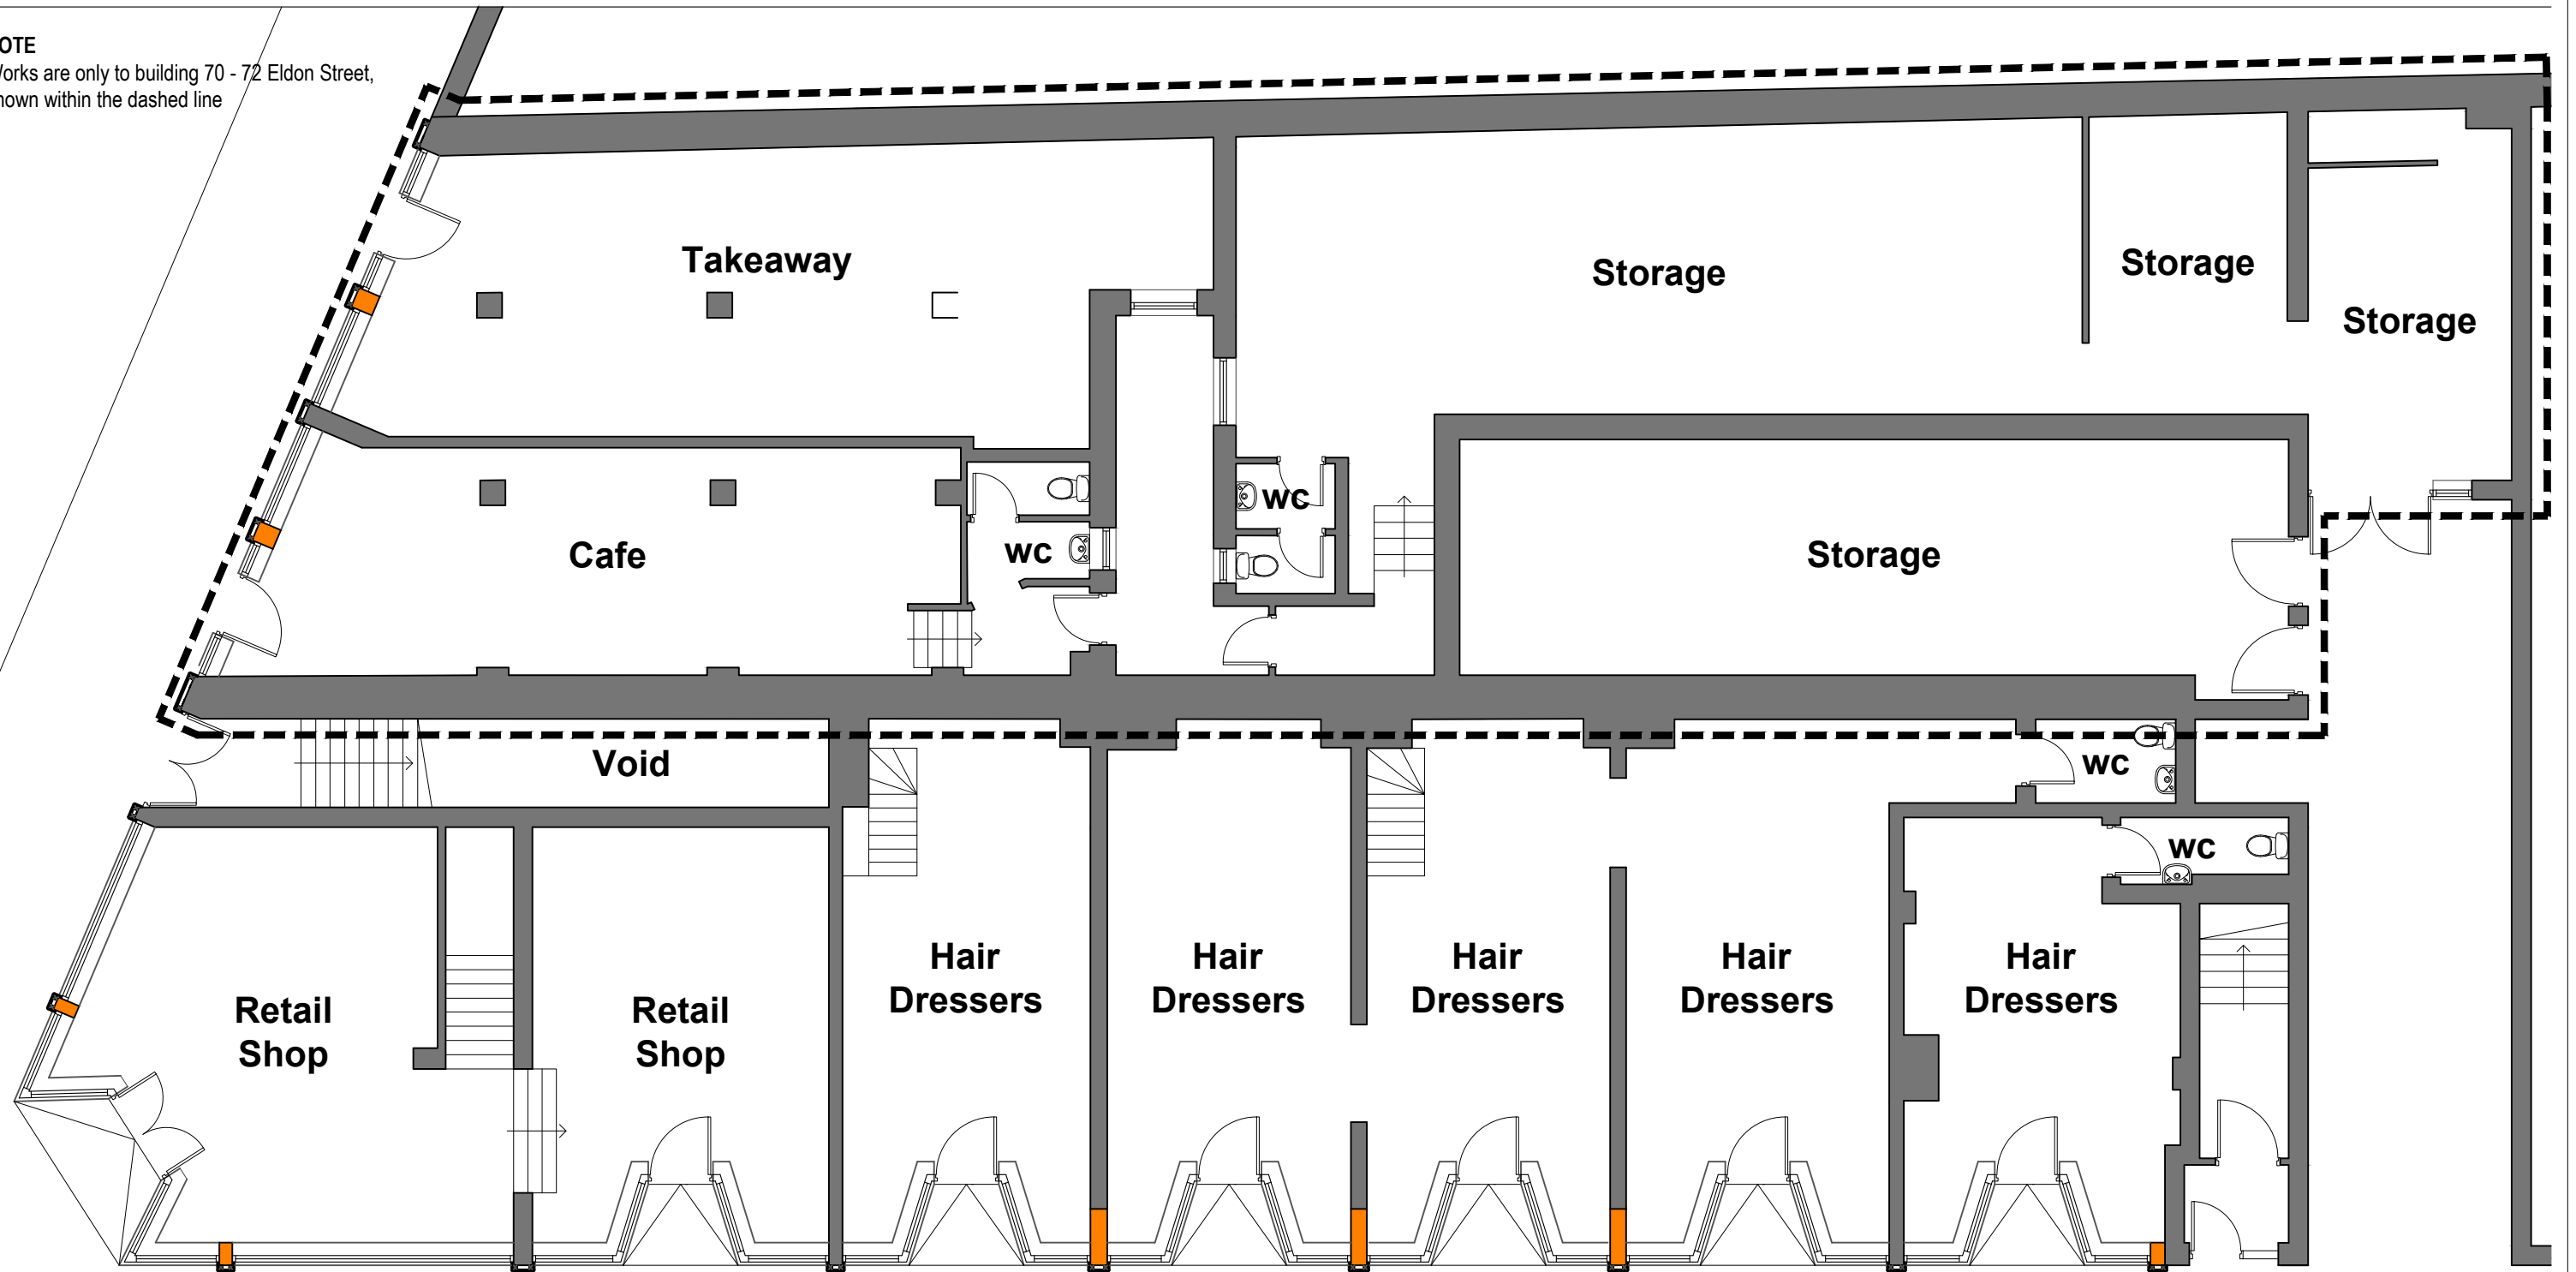 OTE
Works are only to building 70 - 72 Eldon Street,
hown within the dashed line
Takeaway
Storage
Storage
Storage
wc
Cafe
wc
Storage
Void
wc
wc
Hair
Dressers
Hair
Dressers
Hair
Dressers
Hair
Dressers
Hair
Dressers
Retail
Shop
Retail
Shop